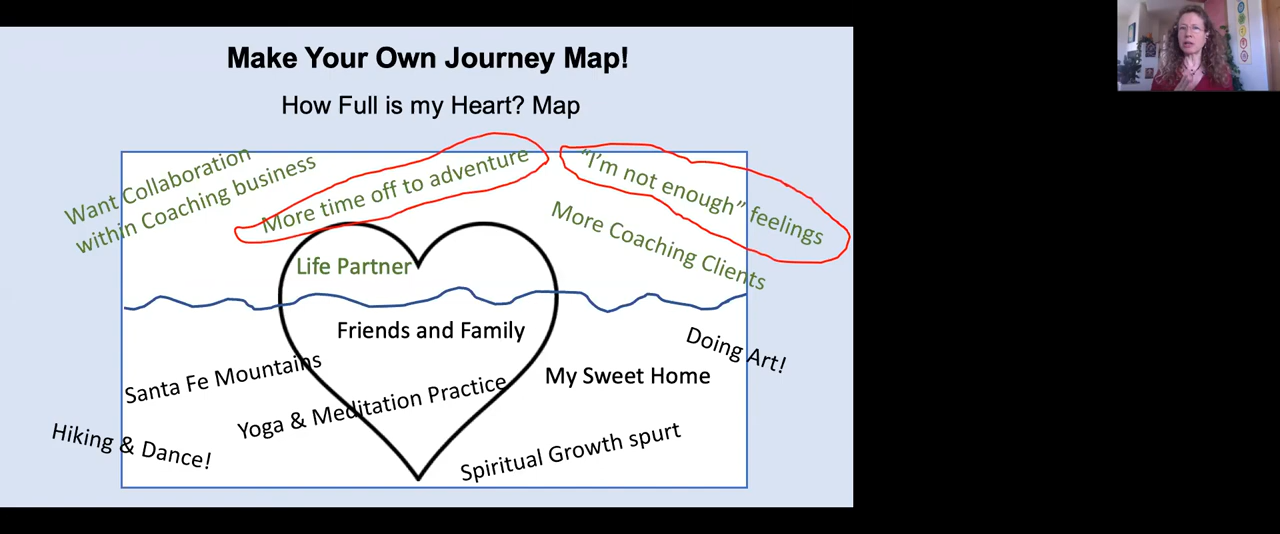 Make Your Own Journey Map!
How Full is my Heart? Map
Want Collaboration
within Coaching business
More time off to adventure
"I'm not enough" feelings
More Coaching Clients
Life Partner
Friends and Family
Doing Art!
Santa Fe Mountains
My Sweet Home
Yoga & Meditation Practice
Hiking & Dance!
Spiritual Growth spurt